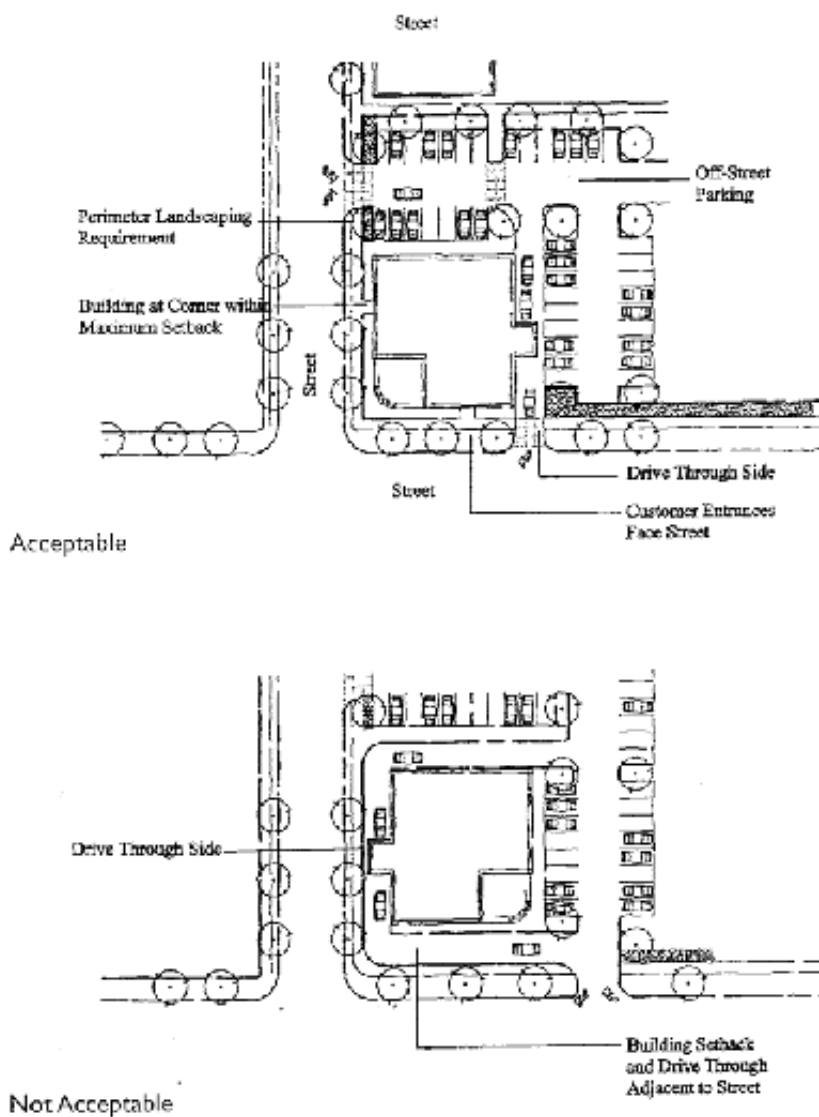 Street
Off-Street
Parking
Perimeter Landscaping
Requirement
Building at Corner within
Maximum Setback
Street
Street
Drive Through Side
Customer Entrances
Face Street
Acceptable
Drive Through Side
Building Setback
and Drive Through
Adjacent to Street
Not Acceptable